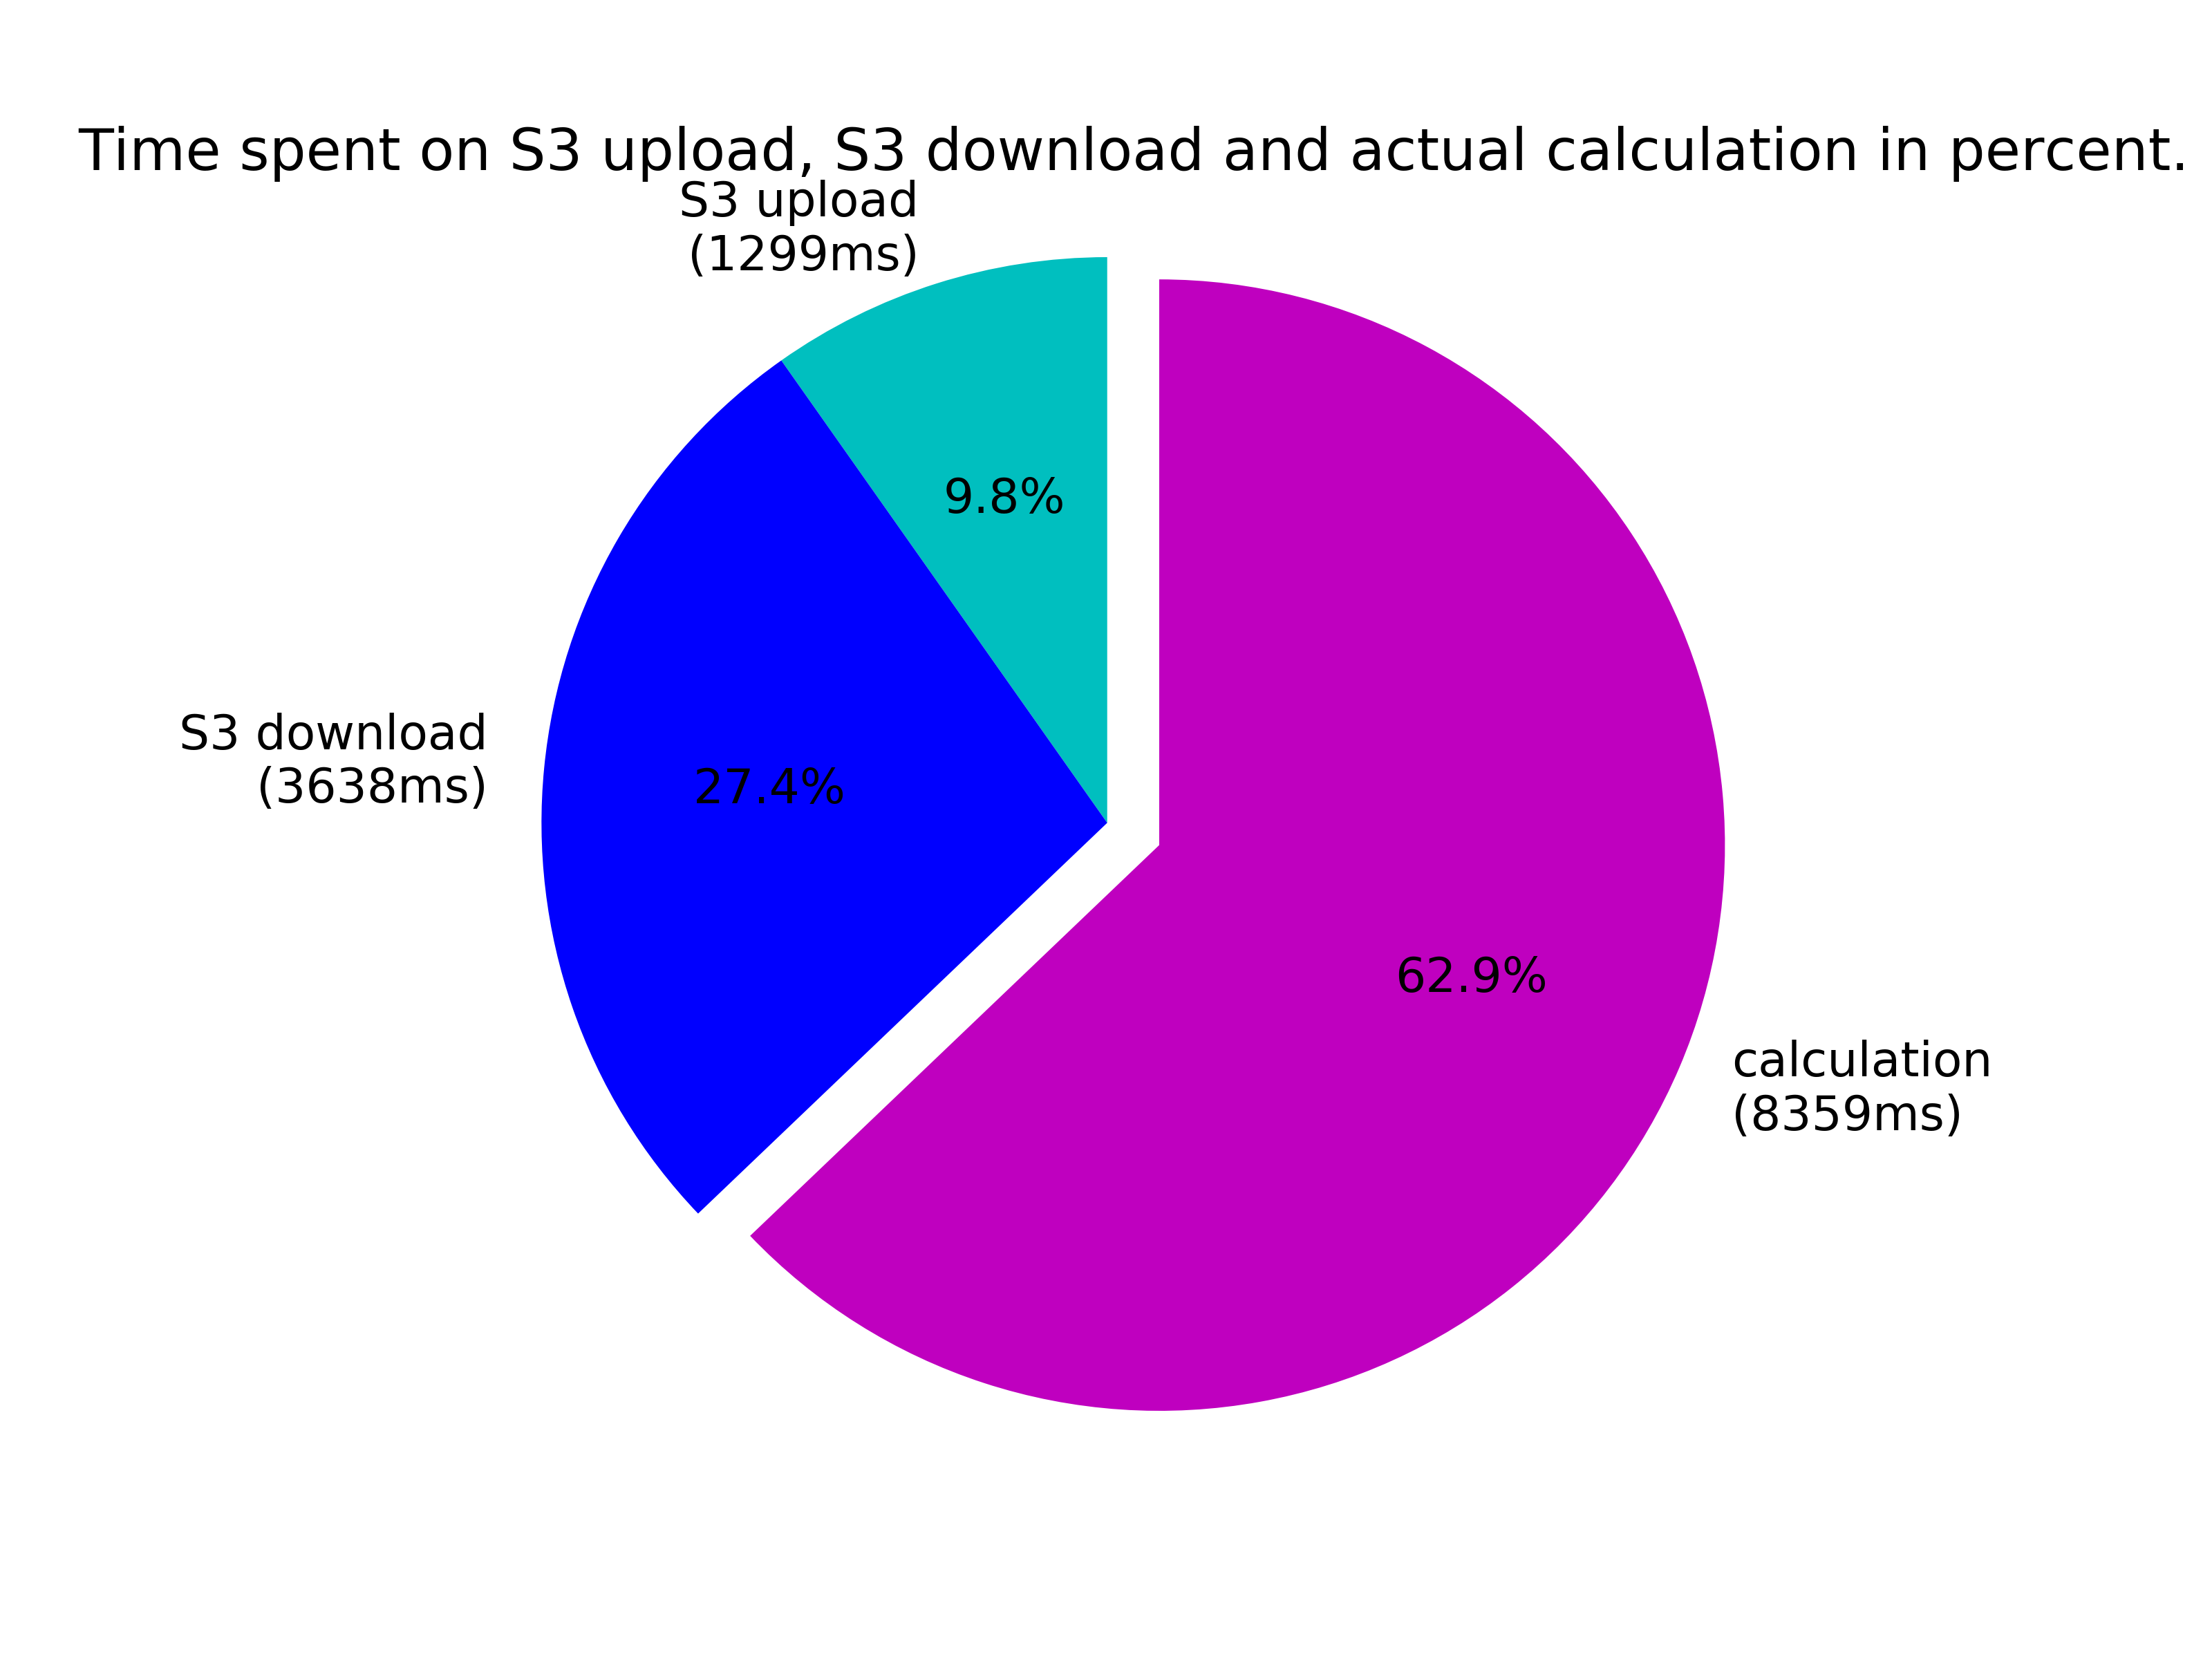 Time spent on S3 upload, S3 download and actual calculation in percent.
S3 upload
(1299ms)
9.8%
S3 download
(3638ms)
27.4%
62.9%
calculation
(8359ms)